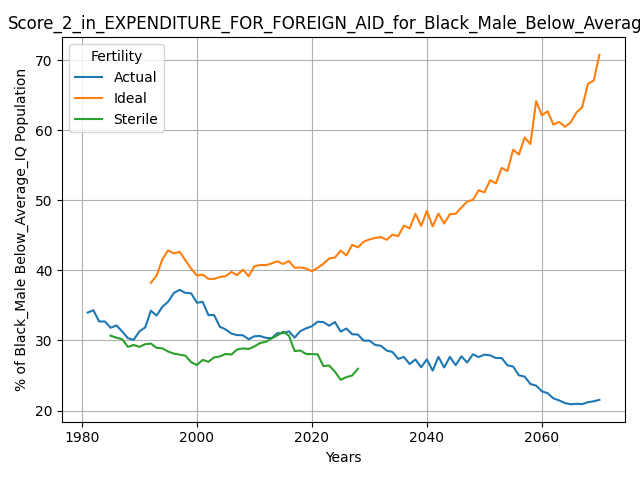 Score_2_in_EXPENDITURE_FOR_FOREIGN_AID_for_Black_Male_Below_Averag
Fertility
Actual
Ideal
Sterile
% of Black_Male Below_Average_IQ Population
70
60
50
40
30
20
1980
2000
2020
2040
2060
Years